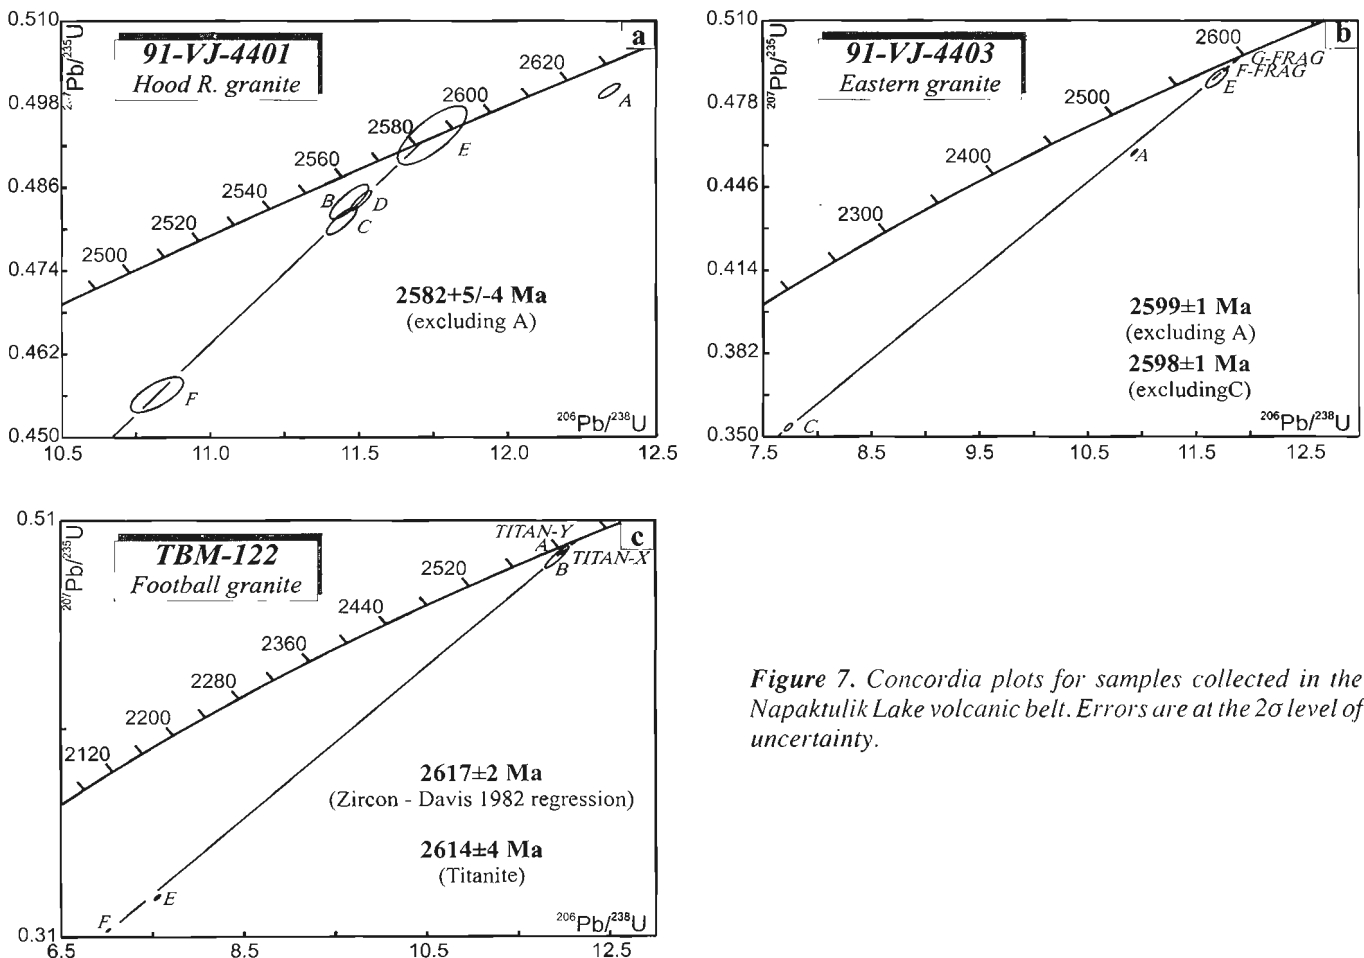 0.510
0.498
0.486
0.474
0.462
0.450
²⁰⁷Pb/²³⁵U
91-VJ-4401
Hood R. granite
a
2500
2520
2540
2560
2580
2600
2620
A
B
C
D
E
F
2582+5/-4 Ma
(excluding A)
²⁰⁶Pb/²³⁸U
10.5 11.0 11.5 12.0 12.5
0.510
0.478
0.446
0.414
0.382
0.350
²⁰⁷Pb/²³⁵U
91-VJ-4403
Eastern granite
b
2300
2400
2500
2600
G-FRAG
F-FRAG
E
A
C
2599±1 Ma
(excluding A)
2598±1 Ma
(excludingC)
²⁰⁶Pb/²³⁸U
7.5 8.5 9.5 10.5 11.5 12.5
0.51
0.31
²⁰⁷Pb/²³⁵U
TBM-122
Football granite
c
2120
2200
2280
2360
2440
2520
TITAN-Y
A
TITAN-X
B
E
F
2617±2 Ma
(Zircon - Davis 1982 regression)
2614±4 Ma
(Titanite)
²⁰⁶Pb/²³⁸U
6.5 8.5 10.5 12.5
Figure 7. Concordia plots for samples collected in the
Napaktulik Lake volcanic belt. Errors are at the 2σ level of
uncertainty.